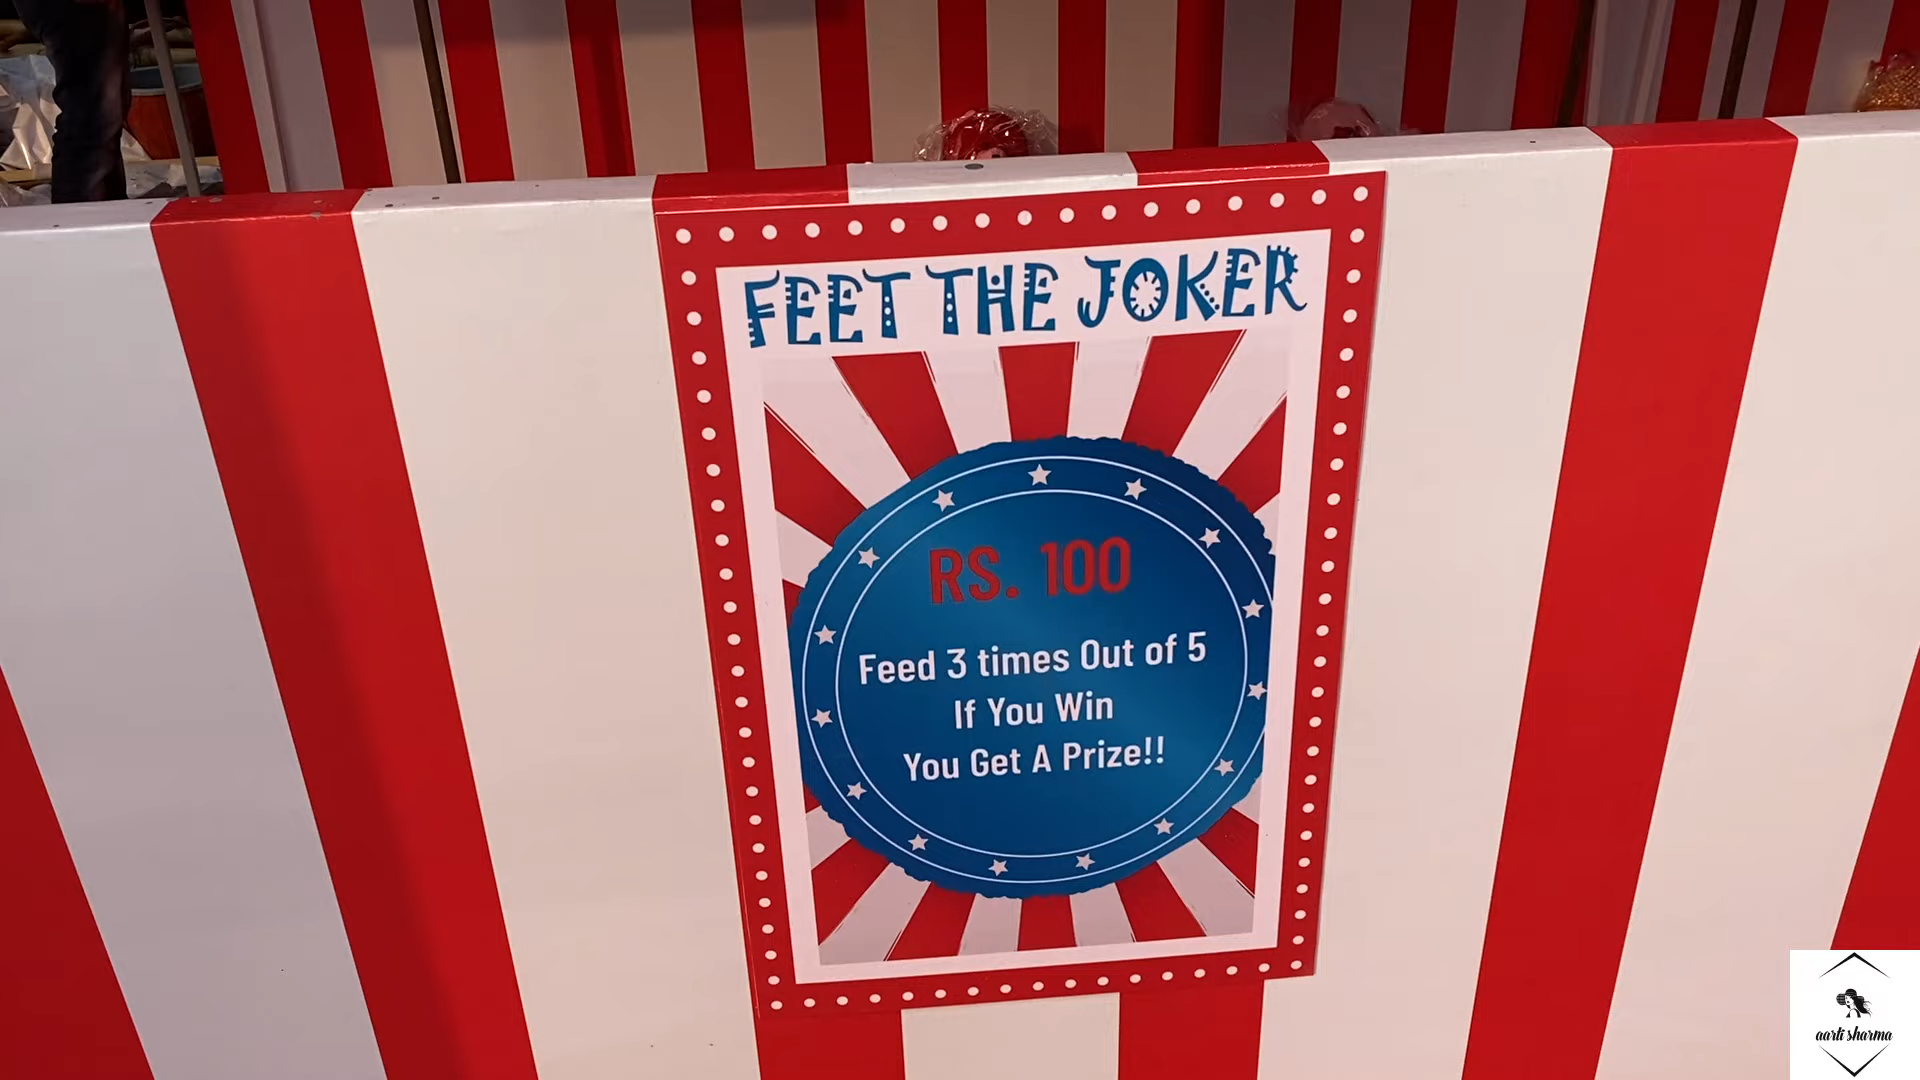 FEET THE JOKER
RS. 100
Feed 3 times Out of 5
If You Win
You Get A Prize!!
aarti sharma